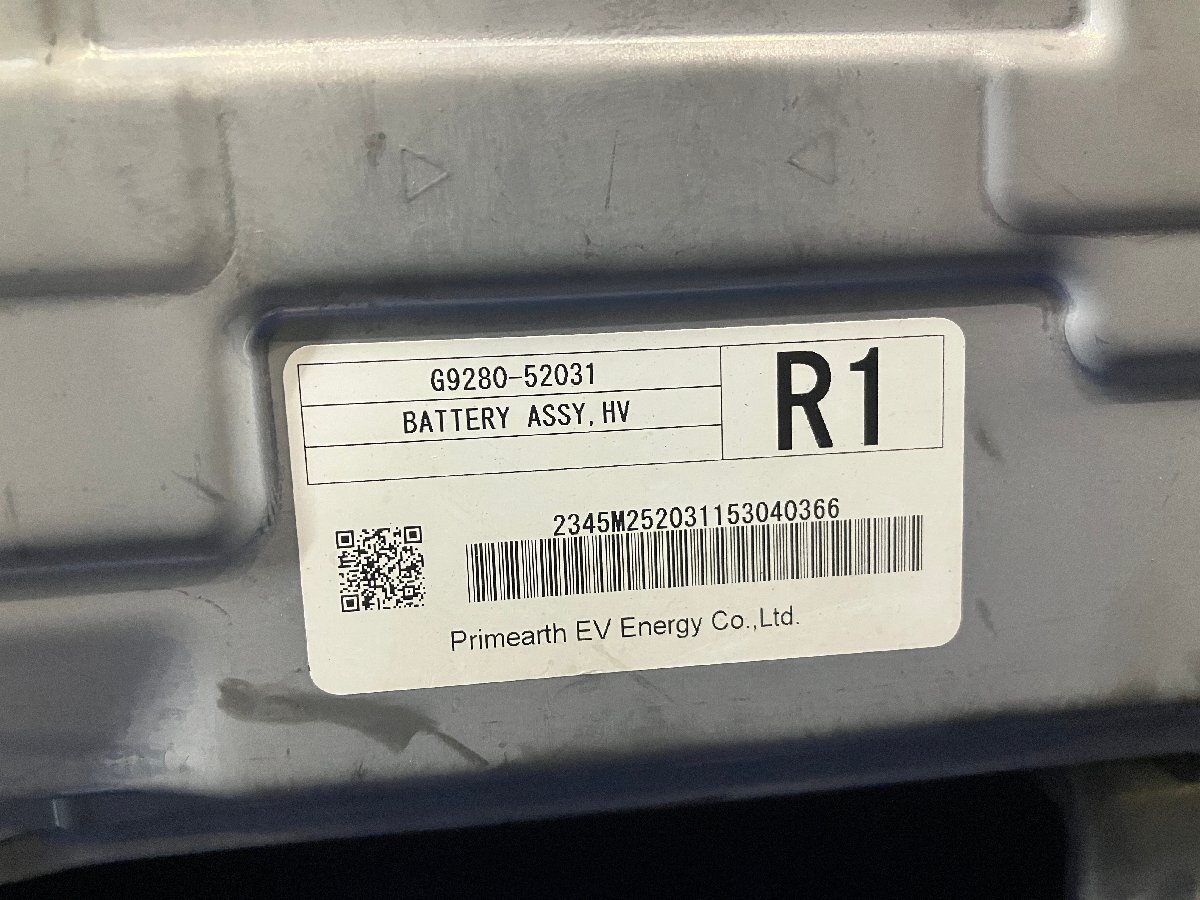 G9280-52031
BATTERY ASSY,HV
R1
2345M252031153040366
Primearth EV Energy Co.,Ltd.